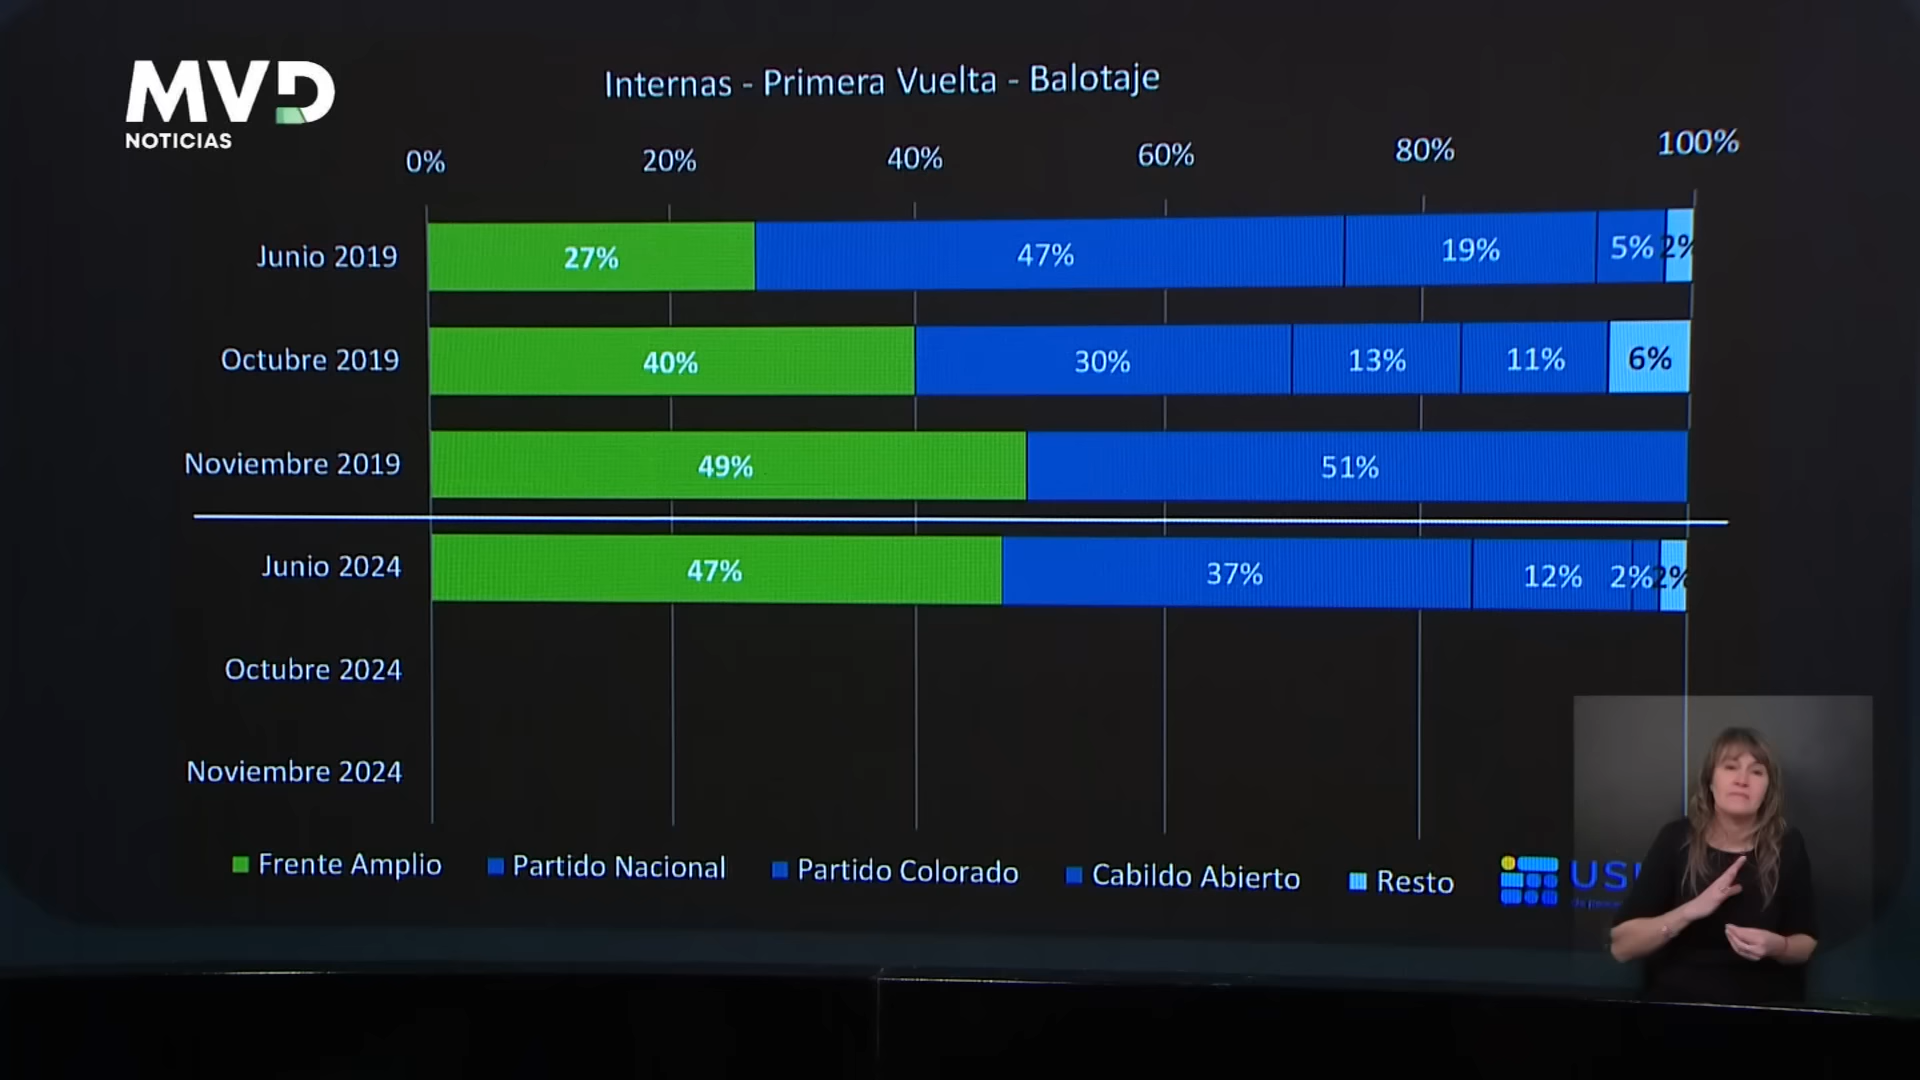 MVD
NOTICIAS
Internas - Primera Vuelta - Balotaje
0% 20% 40% 60% 80% 100%
Junio 2019 27% 47% 19% 5% 2%
Octubre 2019 40% 30% 13% 11% 6%
Noviembre 2019 49% 51%
Junio 2024 47% 37% 12% 2% 2%
Octubre 2024
Noviembre 2024
Frente Amplio Partido Nacional Partido Colorado Cabildo Abierto Resto